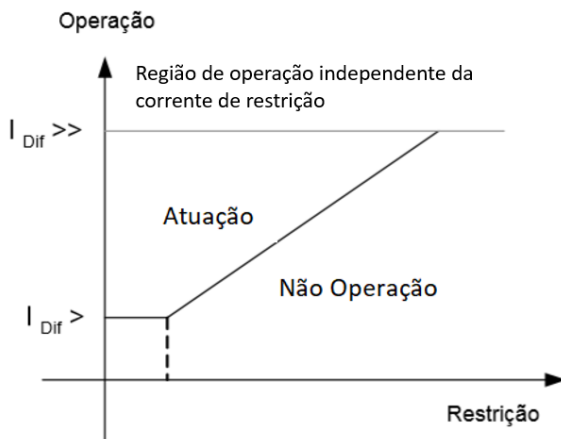 Operação
Região de operação independente da
corrente de restrição
I Dif >>
Atuação
Não Operação
I Dif >
Restrição